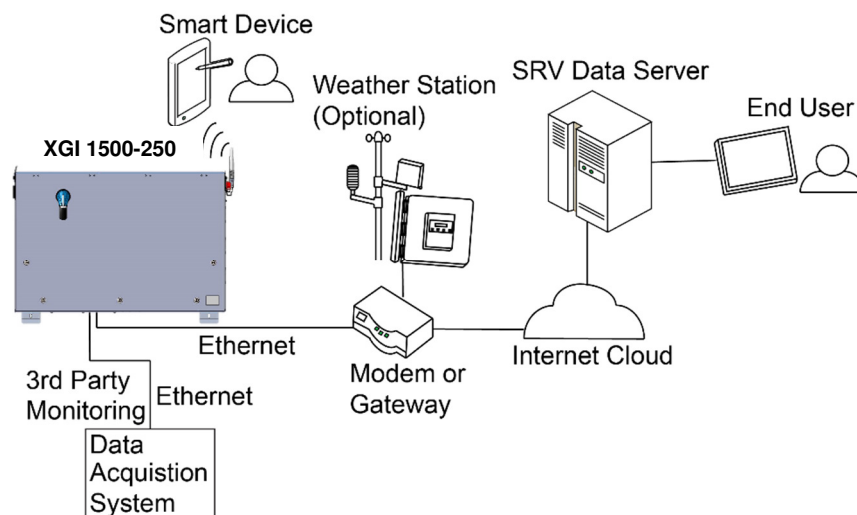 Smart Device
Weather Station
(Optional)
SRV Data Server
End User
XGI 1500-250
Ethernet
Modem or
Gateway
Internet Cloud
3rd Party
Monitoring
Ethernet
Data
Acquistion
System